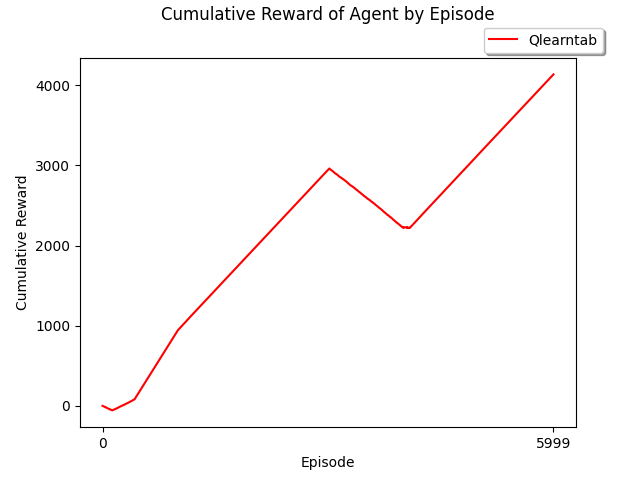 Cumulative Reward of Agent by Episode
Qlearntab
4000
3000
2000
1000
0
Cumulative Reward
0 5999
Episode